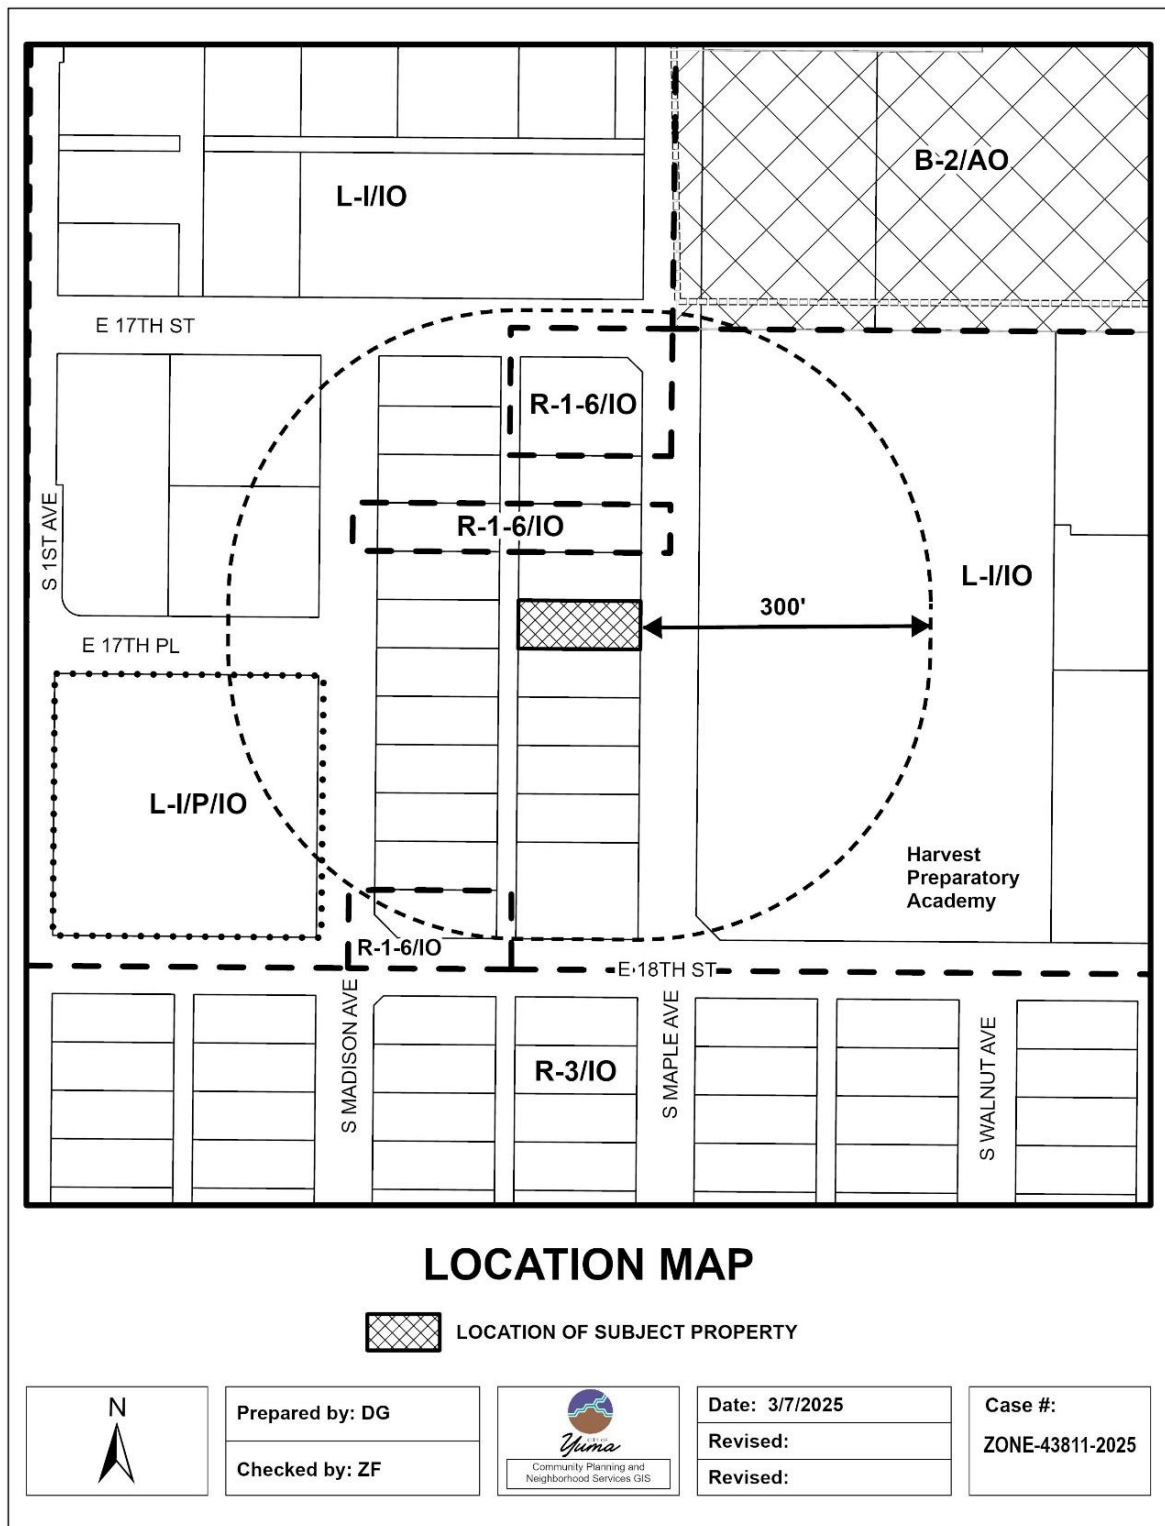 B-2/AO
L-I/IO
E 17TH ST
R-1-6/IO
S 1ST AVE
R-1-6/IO
L-I/IO
300'
E 17TH PL
L-I/P/IO
Harvest
Preparatory
Academy
R-1-6/IO
E 18TH ST
S MADISON AVE
S MAPLE AVE
S WALNUT AVE
R-3/IO
LOCATION MAP
LOCATION OF SUBJECT PROPERTY
N
Prepared by: DG
Checked by: ZF
CITY OF
Yuma
Community Planning and
Neighborhood Services GIS
Date: 3/7/2025
Revised:
Revised:
Case #:
ZONE-43811-2025